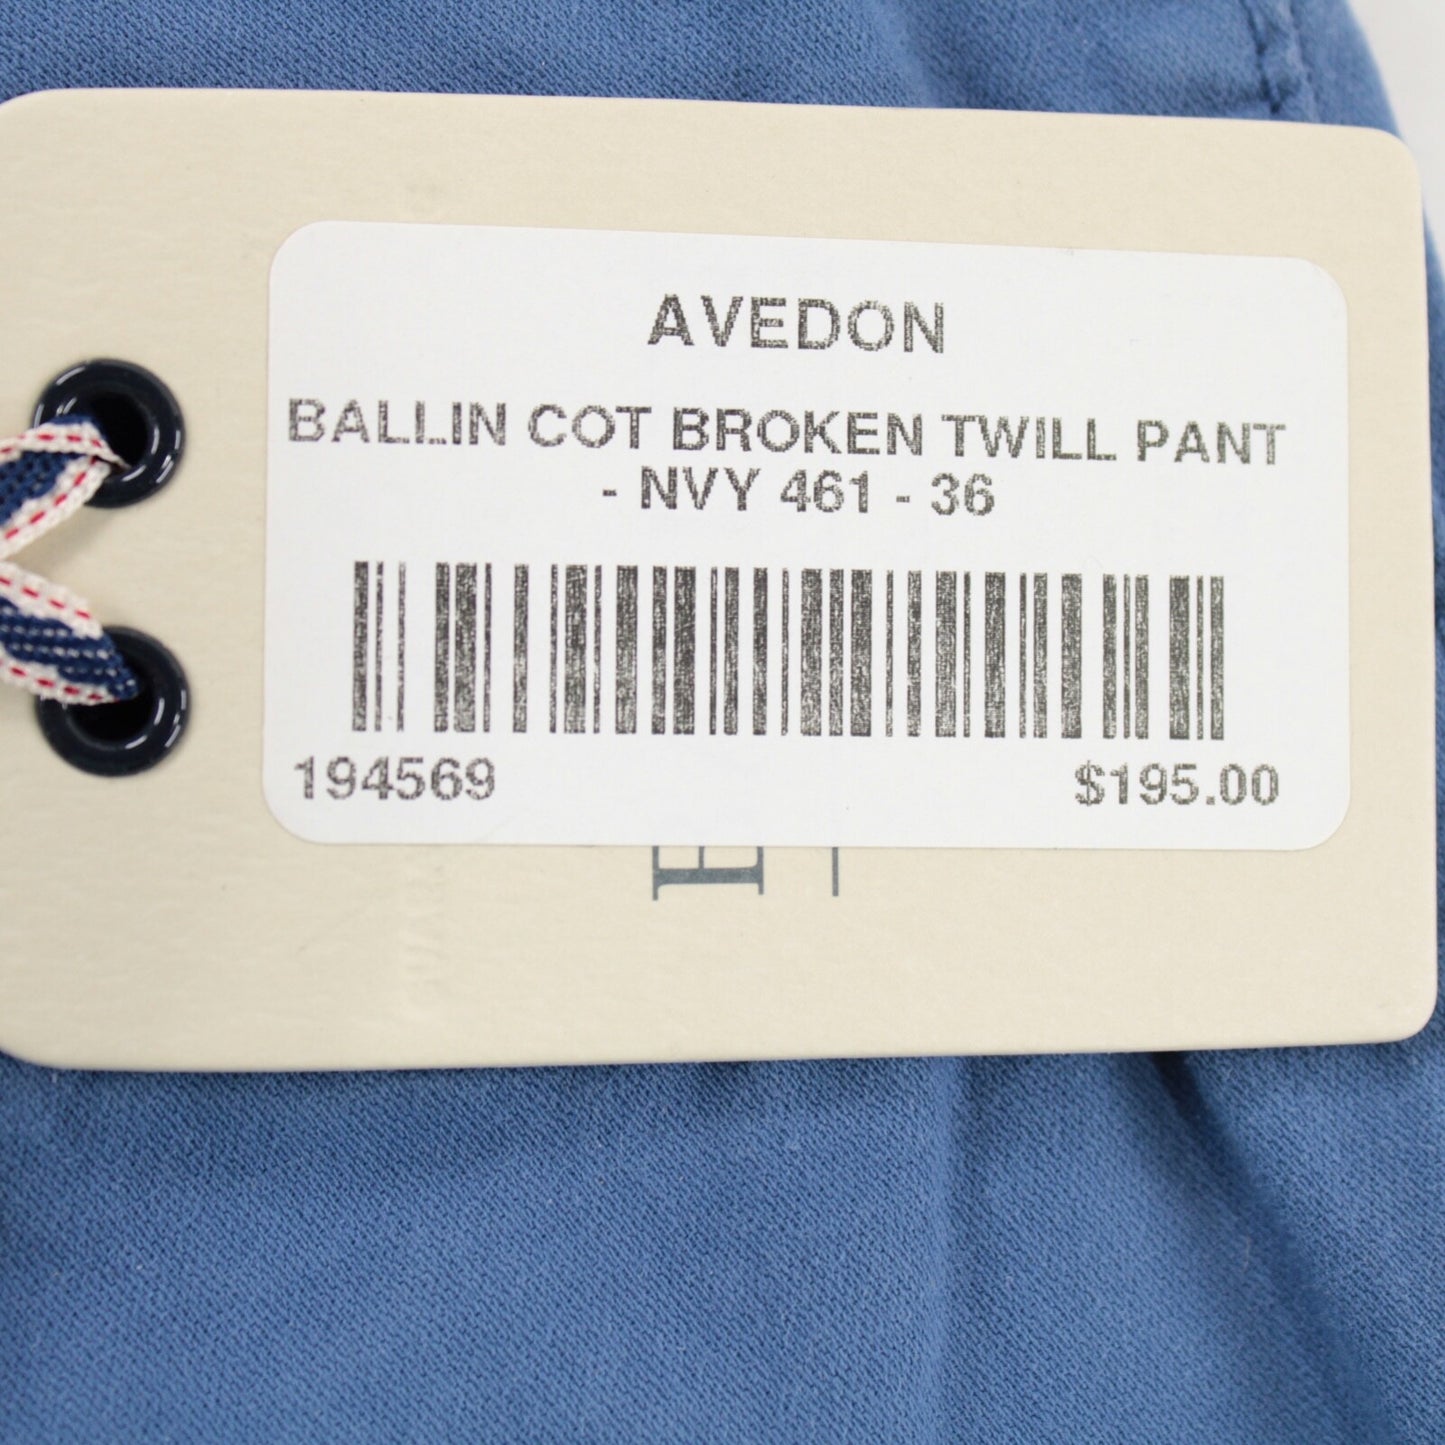 AVEDON
BALLIN COT BROKEN TWILL PANT
- NVY 461 - 36
194569
$195.00